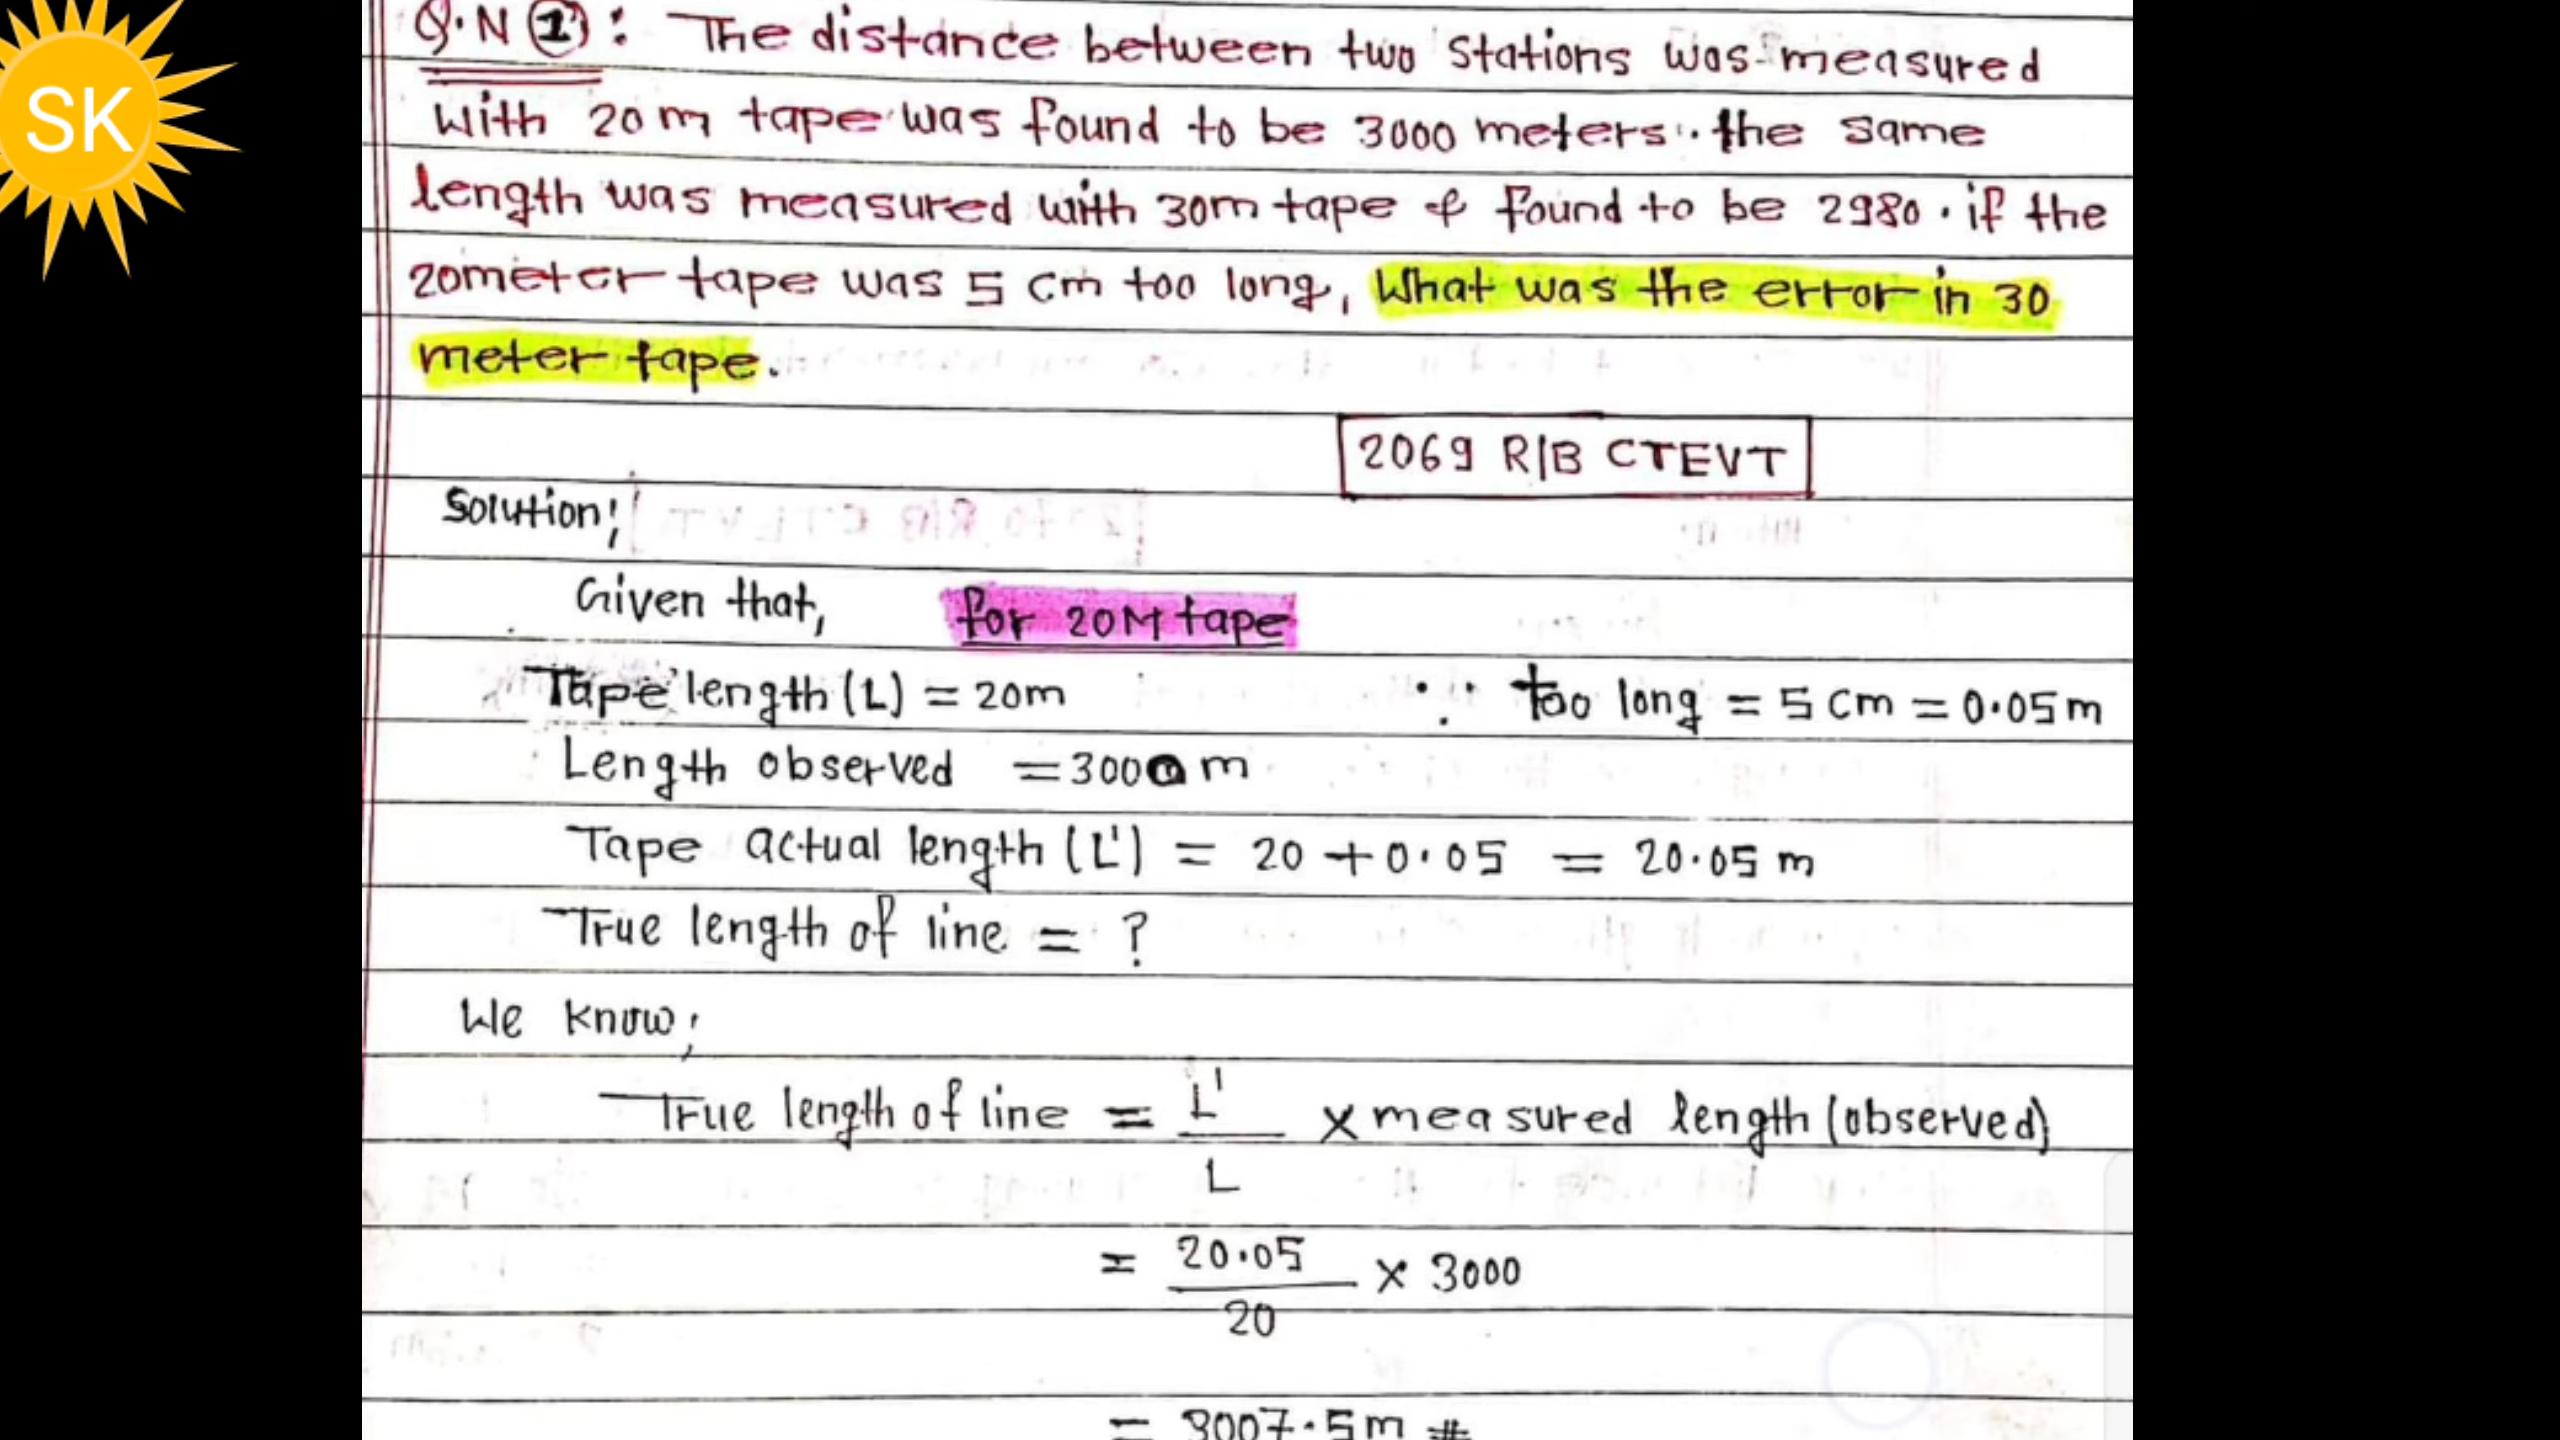 SK
Q.N ①: The distance between two stations was measured
with 20 m tape was found to be 3000 meters. the same
length was measured with 30m tape & found to be 2980. if the
20meter tape was 5 cm too long, What was the error in 30
meter tape.
2069 R/B CTEVT
Solution;
Given that, for 20M tape
Tape length (L) = 20m ∵ too long = 5 cm = 0.05m
Length observed = 3000 m
Tape actual length (L') = 20 + 0.05 = 20.05 m
True length of line = ?
We know;
True length of line = L' / L × measured length (observed)
= 20.05 / 20 × 3000
= 3007.5m #